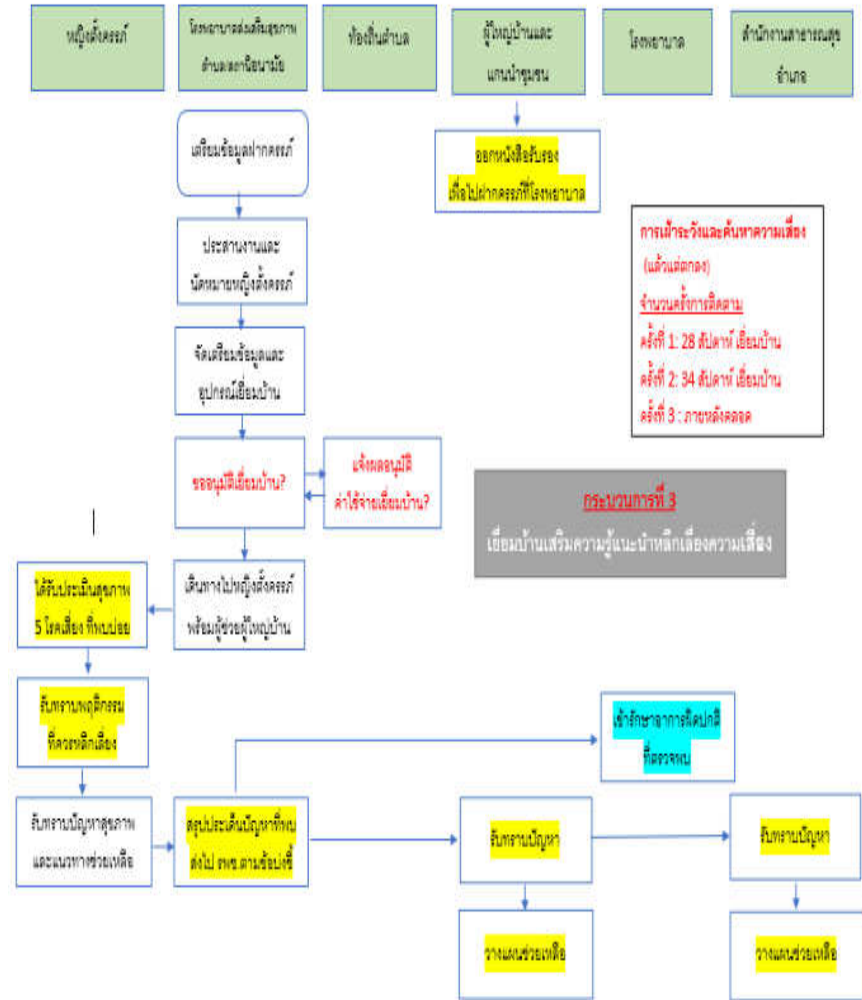 หญิงตั้งครรภ์
โรงพยาบาลส่งเสริมสุขภาพ
ตำบล/สถานีอนามัย
ท้องถิ่นตำบล
ผู้ใหญ่บ้านและ
แกนนำชุมชน
โรงพยาบาล
สำนักงานสาธารณสุข
อำเภอ
เตรียมข้อมูลฝากครรภ์
ออกหนังสือรับรอง
เพื่อไปฝากครรภ์ที่โรงพยาบาล
ประสานงานและ
นัดหมายหญิงตั้งครรภ์
การเฝ้าระวังและค้นหาความเสี่ยง
(แล้วแต่ตกลง)
จำนวนครั้งการติดตาม
ครั้งที่ 1: 28 สัปดาห์ เยี่ยมบ้าน
ครั้งที่ 2: 34 สัปดาห์ เยี่ยมบ้าน
ครั้งที่ 3 : ภายหลังคลอด
จัดเตรียมข้อมูลและ
อุปกรณ์เยี่ยมบ้าน
ขออนุมัติเยี่ยมบ้าน?
แจ้งผลอนุมัติ
ค่าใช้จ่ายเยี่ยมบ้าน?
กระบวนการที่ 3
เยี่ยมบ้านเสริมความรู้แนะนำหลีกเลี่ยงความเสี่ยง
ได้รับประเมินสุขภาพ
5 โรคเสี่ยง ที่พบบ่อย
เดินทางไปหญิงตั้งครรภ์
พร้อมผู้ช่วยผู้ใหญ่บ้าน
รับทราบพฤติกรรม
ที่ควรหลีกเลี่ยง
เข้ารักษาอาการผิดปกติ
ที่ตรวจพบ
รับทราบปัญหาสุขภาพ
และแนวทางช่วยเหลือ
สรุปประเด็นปัญหาที่พบ
ส่งไป รพช.ตามข้อบ่งชี้
รับทราบปัญหา
รับทราบปัญหา
วางแผนช่วยเหลือ
วางแผนช่วยเหลือ